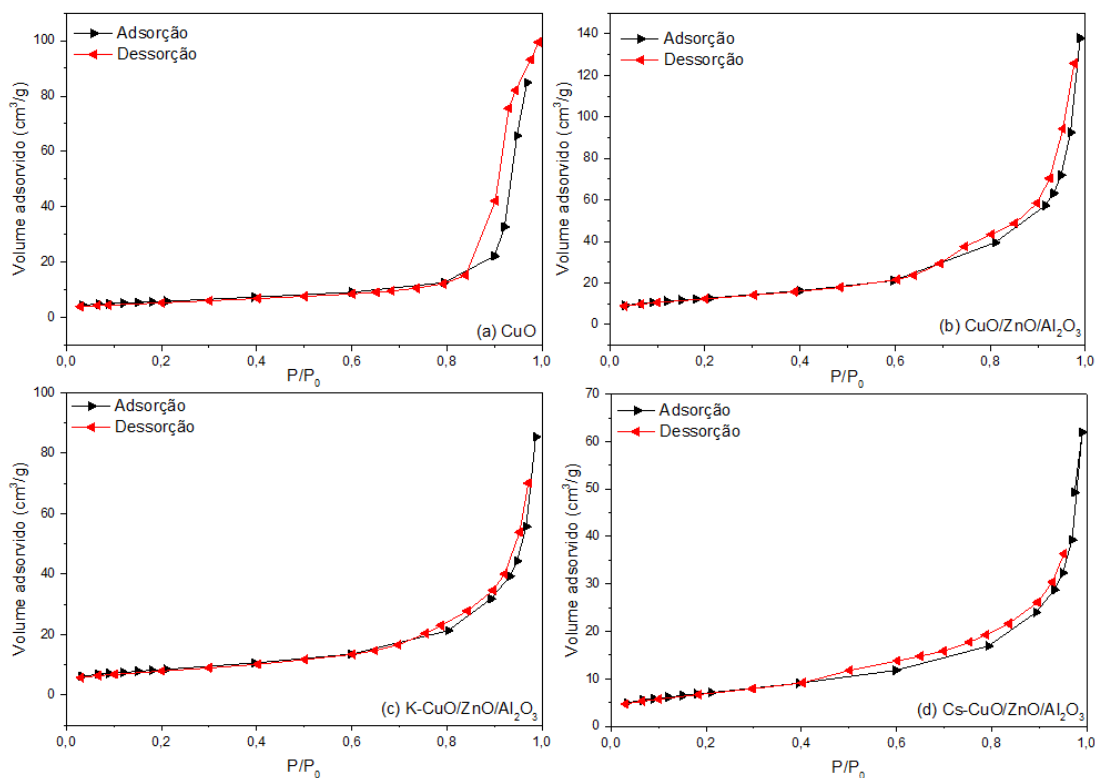 Adsorção
Dessorção
Volume adsorvido (cm³/g)
100
80
60
40
20
0
(a) CuO
0,0 0,2 0,4 0,6 0,8 1,0
P/P₀
Adsorção
Dessorção
Volume adsorvido (cm³/g)
140
120
100
80
60
40
20
0
(b) CuO/ZnO/Al₂O₃
0,0 0,2 0,4 0,6 0,8 1,0
P/P₀
Adsorção
Dessorção
Volume adsorvido (cm³/g)
100
80
60
40
20
0
(c) K-CuO/ZnO/Al₂O₃
0,0 0,2 0,4 0,6 0,8 1,0
P/P₀
Adsorção
Dessorção
Volume adsorvido (cm³/g)
70
60
50
40
30
20
10
0
(d) Cs-CuO/ZnO/Al₂O₃
0,0 0,2 0,4 0,6 0,8 1,0
P/P₀